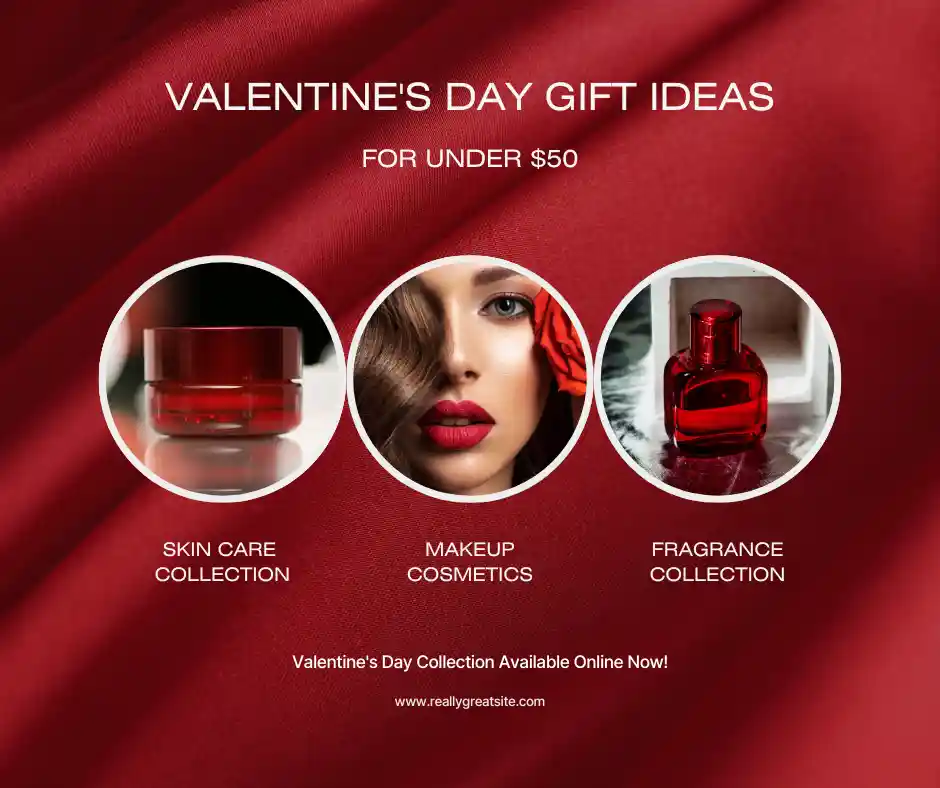 VALENTINE'S DAY GIFT IDEAS
FOR UNDER $50
SKIN CARE
COLLECTION
MAKEUP
COSMETICS
FRAGRANCE
COLLECTION
Valentine's Day Collection Available Online Now!
www.reallygreatsite.com